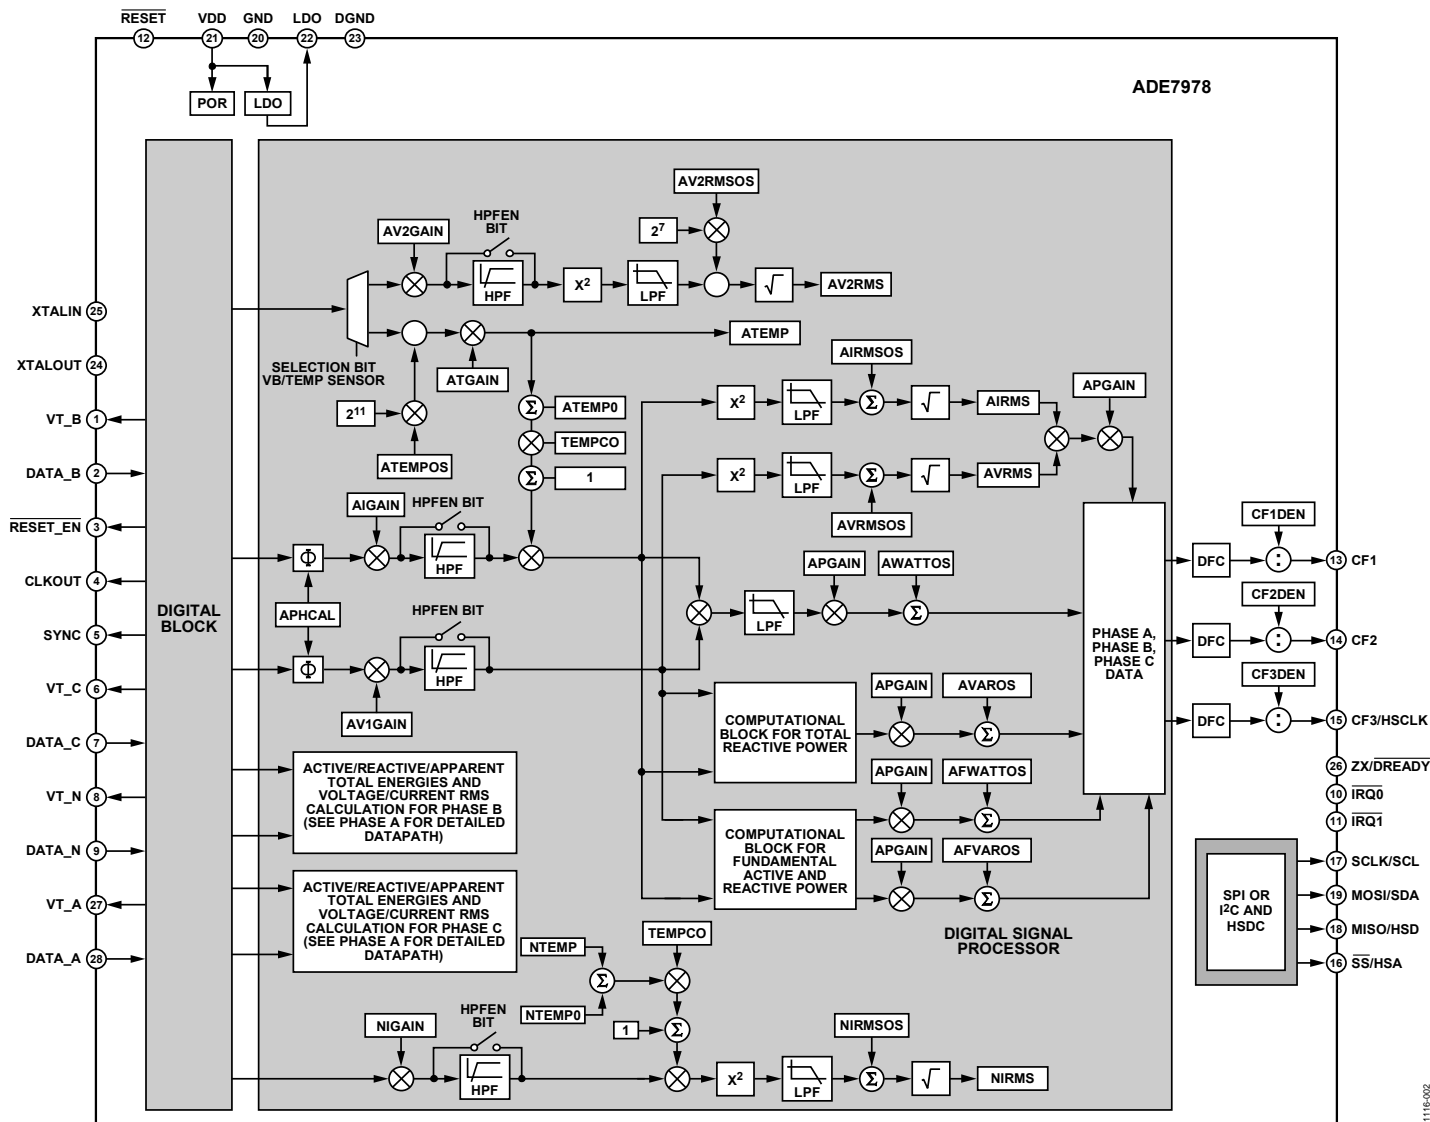 RESET
VDD
GND
LDO
DGND
12
21
20
22
23
POR
LDO
ADE7978
AV2RMSOS
HPFEN
BIT
AV2GAIN
2⁷
HPF
X²
LPF
√
AV2RMS
XTALIN
25
ATEMP
SELECTION BIT
VB/TEMP SENSOR
ATGAIN
XTALOUT
24
AIRMSOS
APGAIN
2¹¹
Σ
ATEMP0
X²
LPF
Σ
√
AIRMS
VT_B
1
TEMPCO
ATEMPOS
Σ
1
X²
LPF
Σ
√
AVRMS
DATA_B
2
AIGAIN
HPFEN BIT
AVRMSOS
CF1DEN
RESET_EN
3
Φ
HPF
APGAIN
AWATTOS
DFC
:
13
CF1
CLKOUT
4
DIGITAL
BLOCK
APHCAL
HPFEN BIT
LPF
Σ
CF2DEN
SYNC
5
PHASE A,
PHASE B,
PHASE C
DATA
DFC
:
14
CF2
Φ
HPF
VT_C
6
APGAIN
AVAROS
CF3DEN
AV1GAIN
COMPUTATIONAL
BLOCK FOR TOTAL
REACTIVE POWER
Σ
DFC
:
15
CF3/HSCLK
DATA_C
7
ACTIVE/REACTIVE/APPARENT
TOTAL ENERGIES AND
VOLTAGE/CURRENT RMS
CALCULATION FOR PHASE B
(SEE PHASE A FOR DETAILED
DATAPATH)
APGAIN
AFWATTOS
26
ZX/DREADY
VT_N
8
10
IRQ0
Σ
11
IRQ1
COMPUTATIONAL
BLOCK FOR
FUNDAMENTAL
ACTIVE AND
REACTIVE POWER
APGAIN
AFVAROS
DATA_N
9
17
SCLK/SCL
ACTIVE/REACTIVE/APPARENT
TOTAL ENERGIES AND
VOLTAGE/CURRENT RMS
CALCULATION FOR PHASE C
(SEE PHASE A FOR DETAILED
DATAPATH)
Σ
SPI OR
I²C AND
HSDC
19
MOSI/SDA
VT_A
27
18
MISO/HSD
TEMPCO
DIGITAL SIGNAL
PROCESSOR
NTEMP
DATA_A
28
16
SS/HSA
Σ
NTEMP0
HPFEN
BIT
NIGAIN
1
Σ
NIRMSOS
HPF
X²
LPF
Σ
√
NIRMS
1116-002